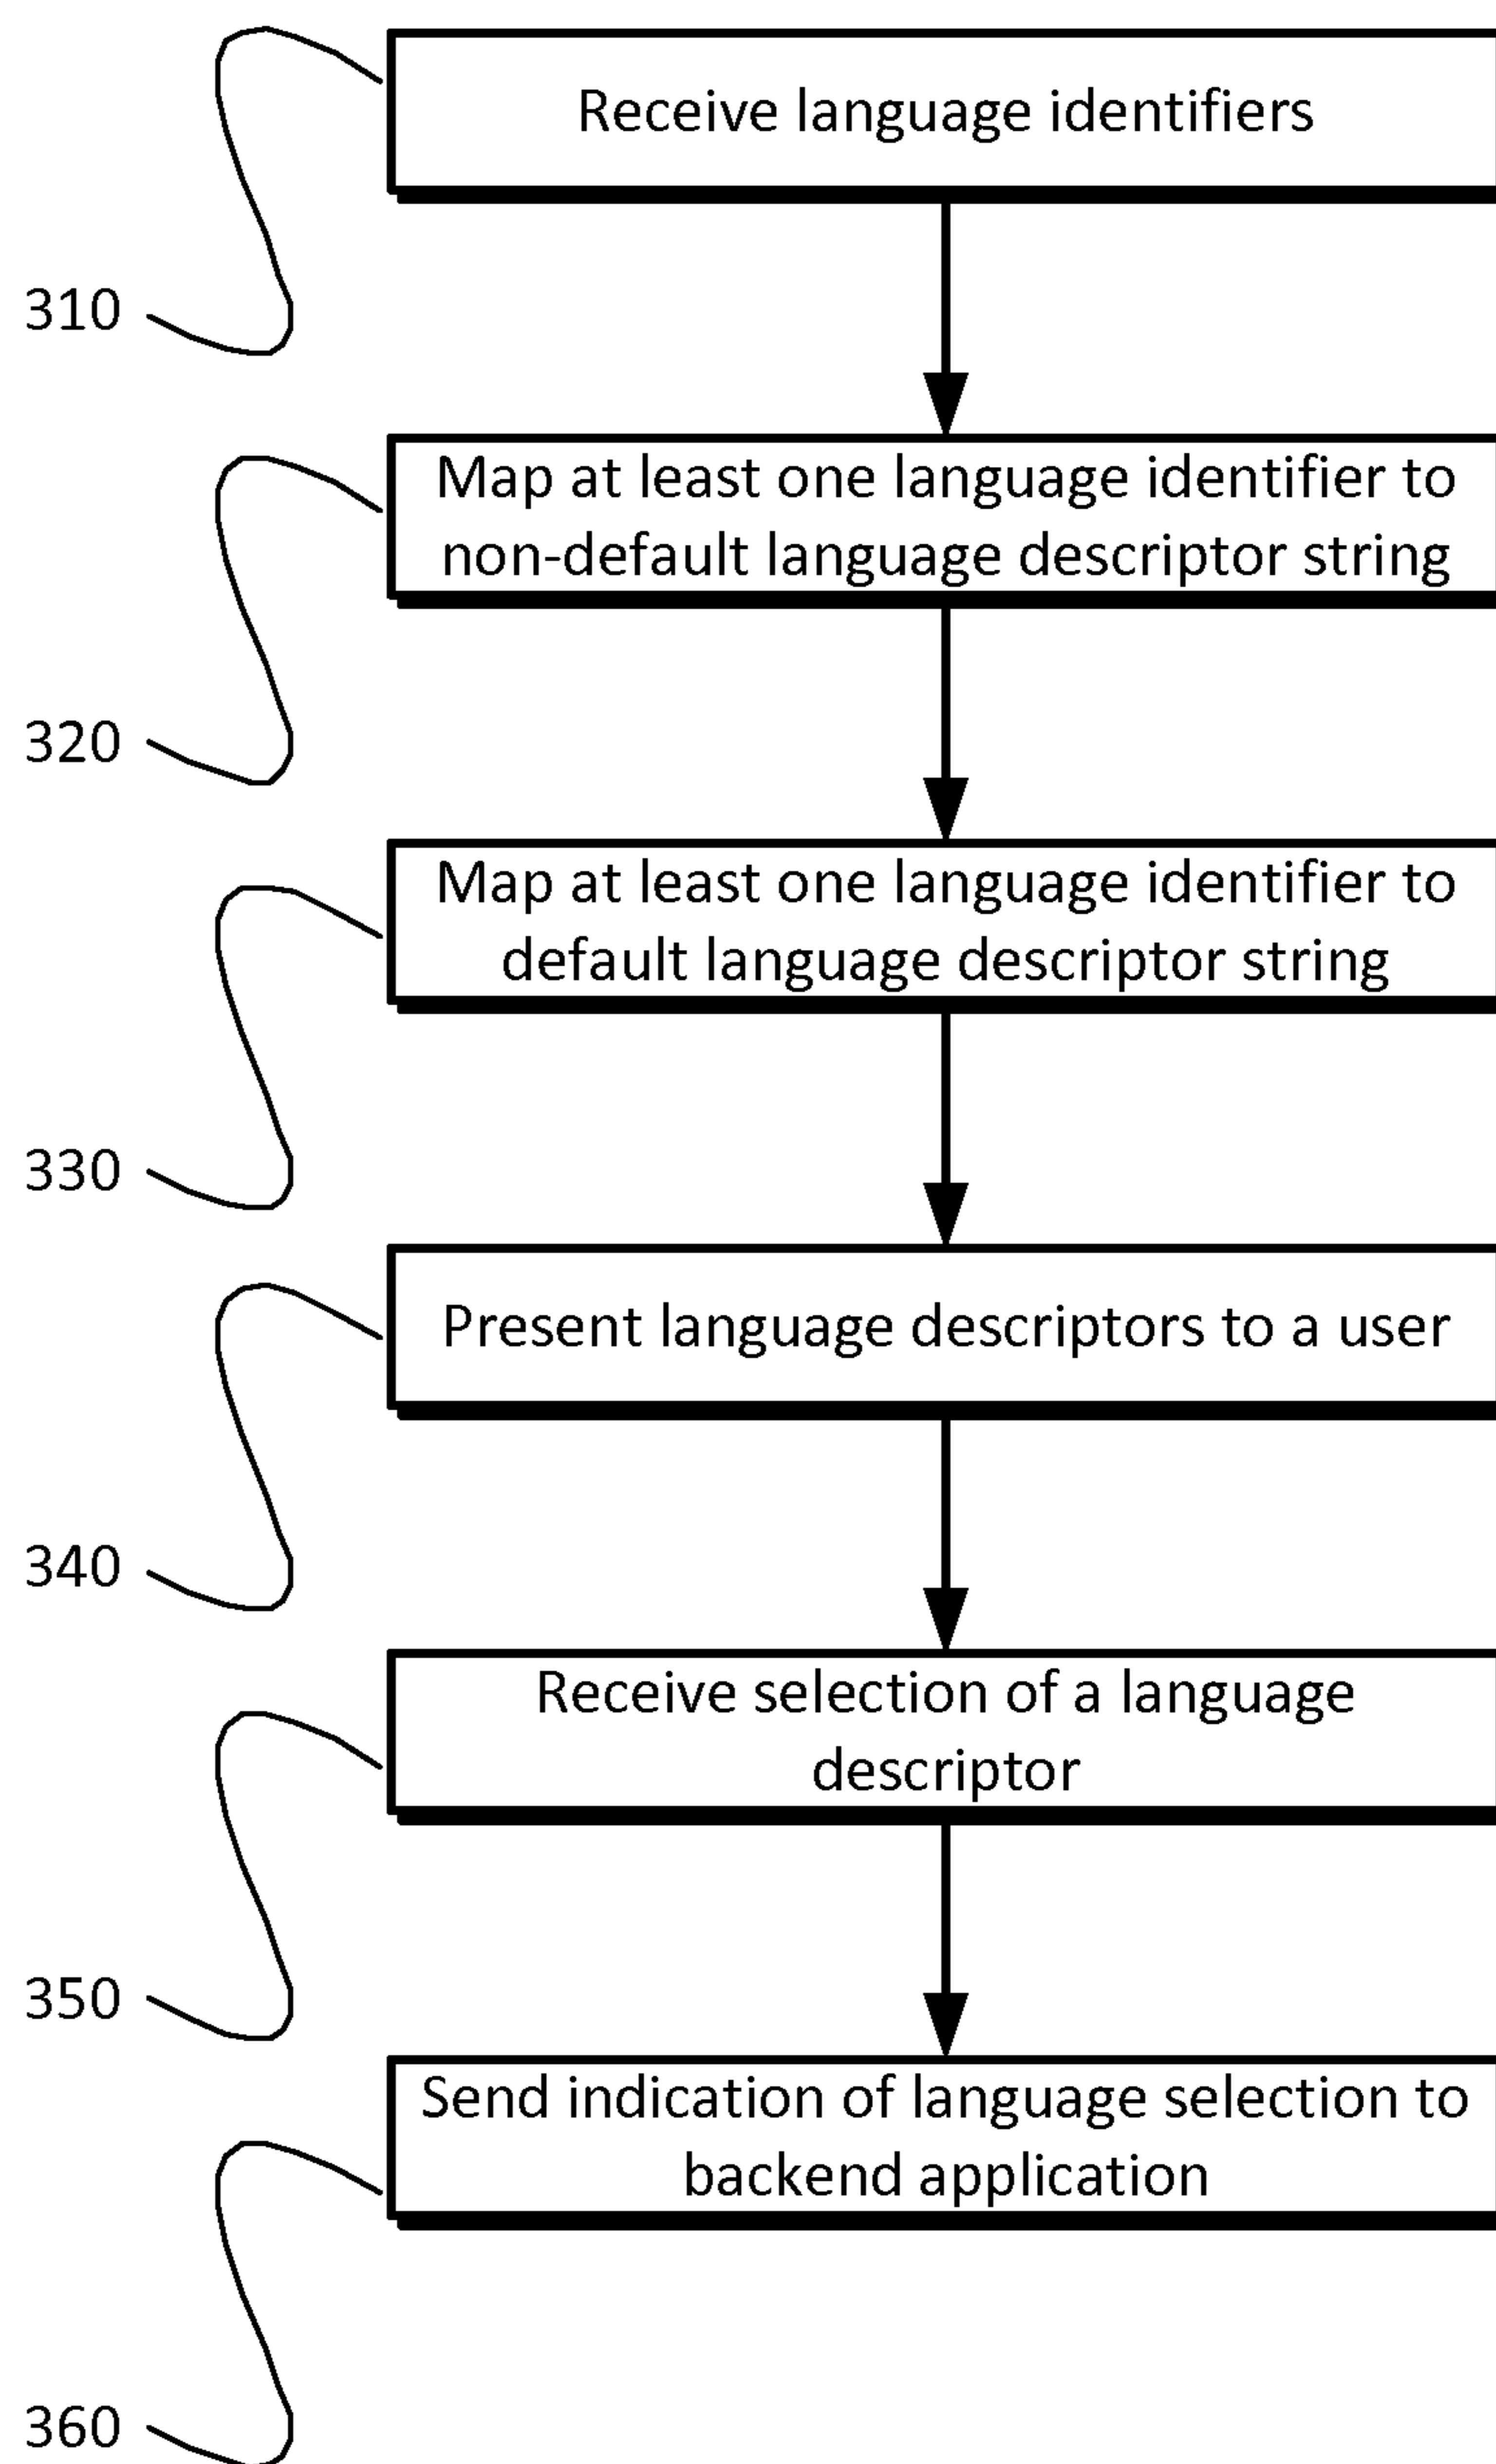 Receive language identifiers
310
Map at least one language identifier to
non-default language descriptor string
320
Map at least one language identifier to
default language descriptor string
330
Present language descriptors to a user
340
Receive selection of a language
descriptor
350
Send indication of language selection to
backend application
360